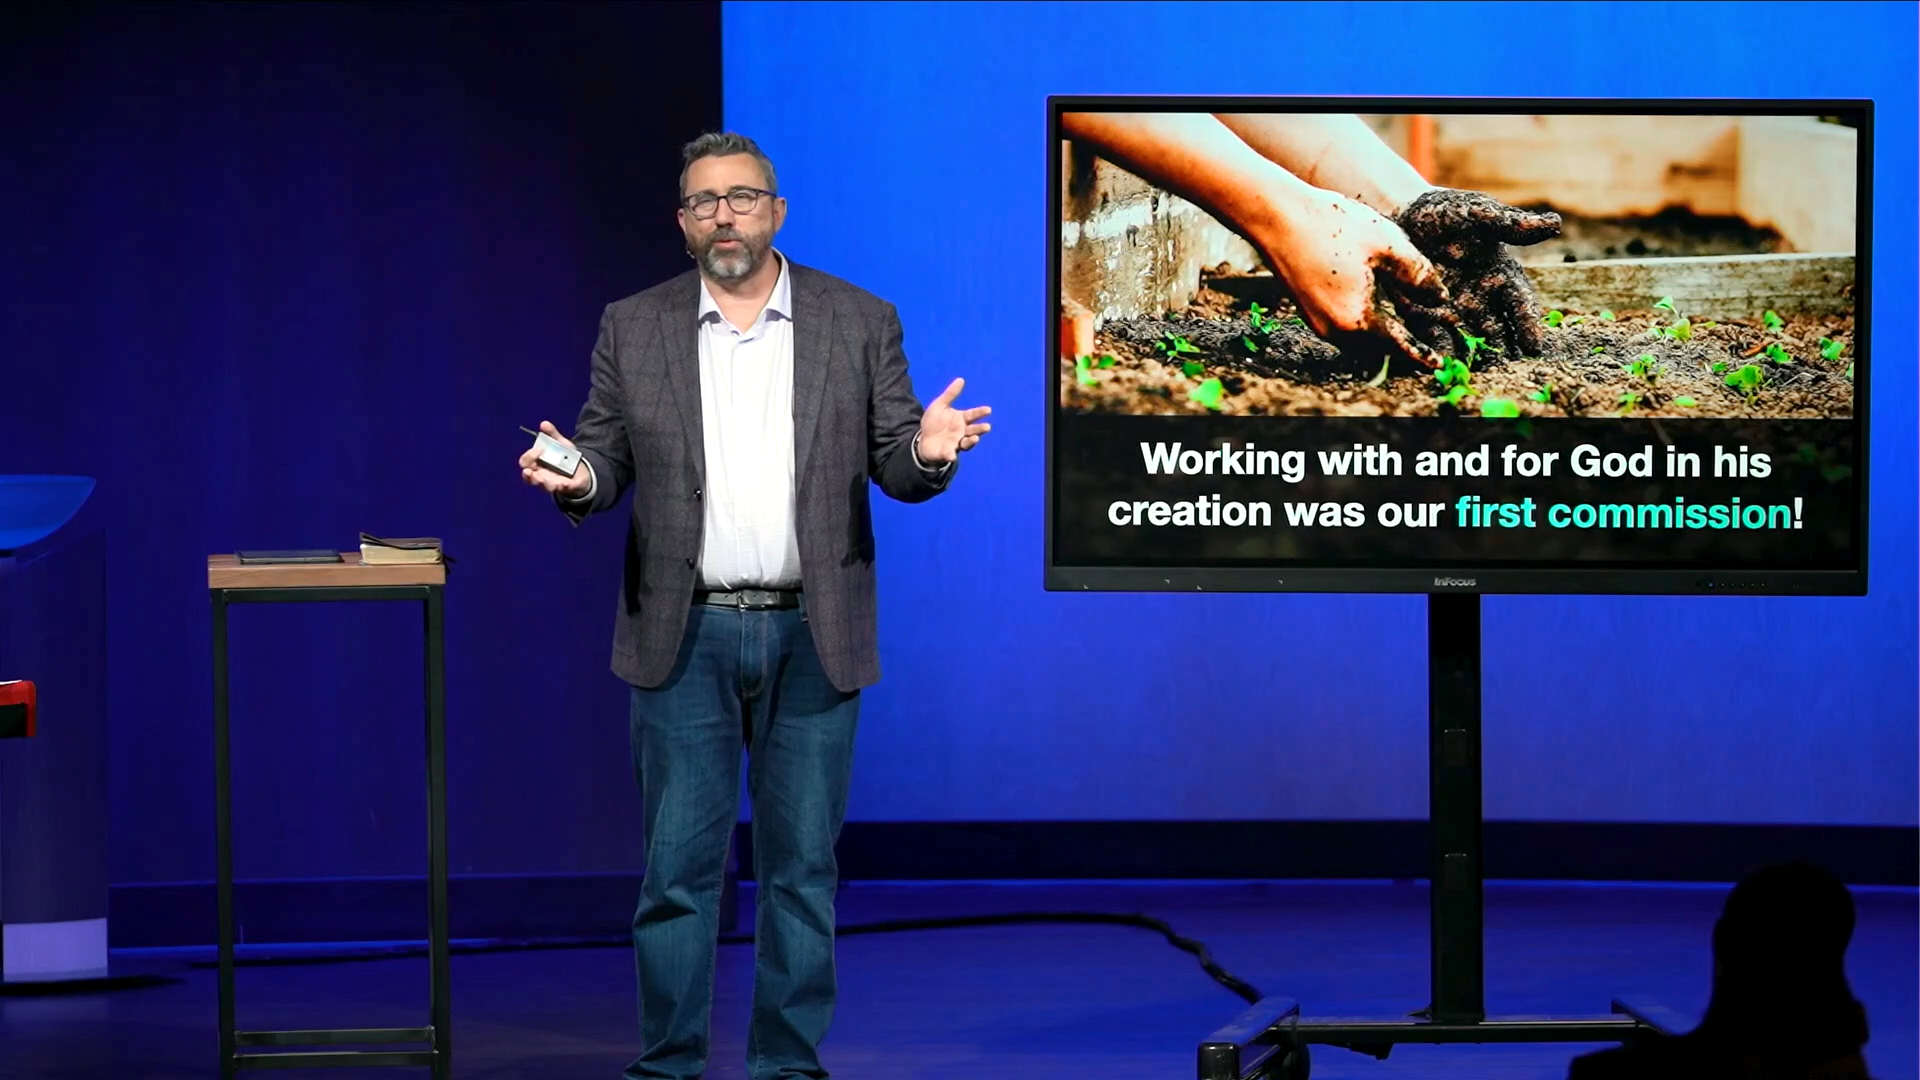 Working with and for God in his
creation was our first commission!
InFocus